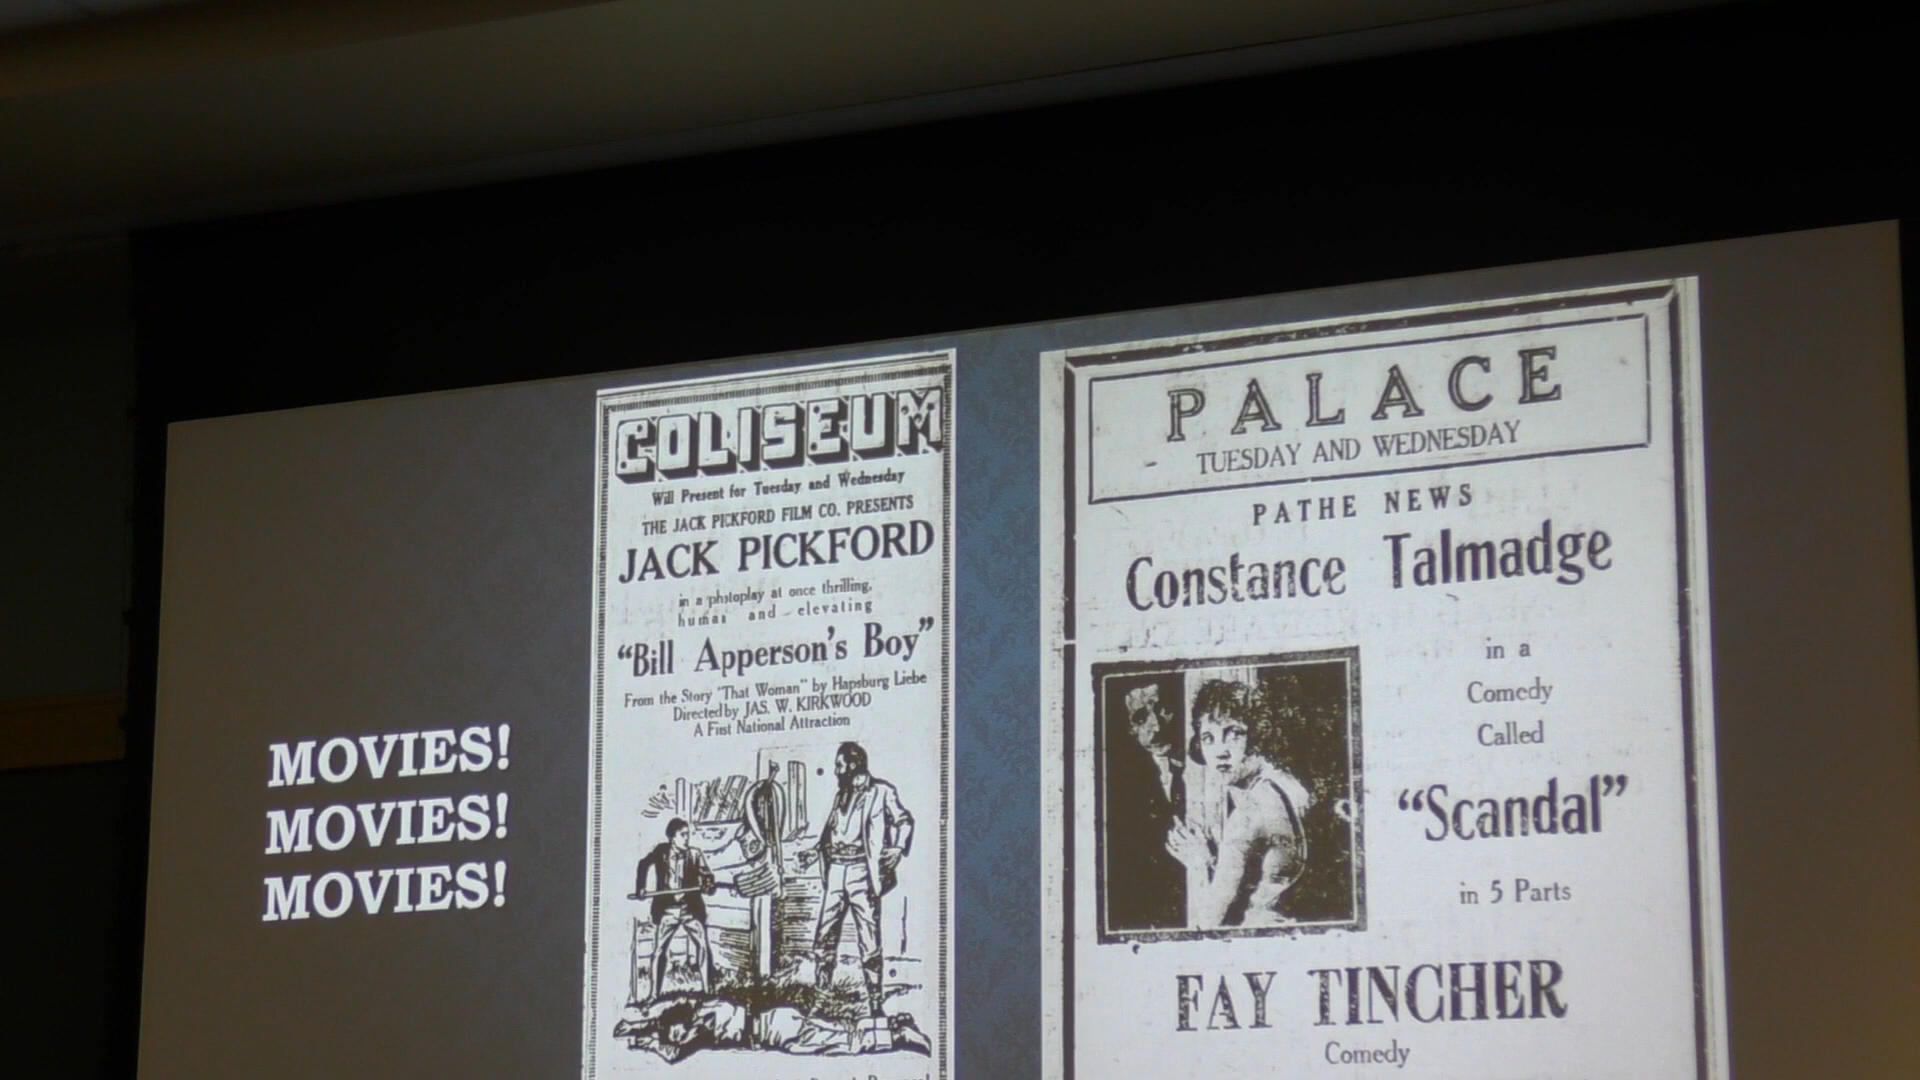 MOVIES!
MOVIES!
MOVIES!
COLISEUM
Will Present for Tuesday and Wednesday
THE JACK PICKFORD FILM CO. PRESENTS
JACK PICKFORD
in a photoplay at once thrilling,
human and elevating
"Bill Apperson's Boy"
From the Story "That Woman" by Hapsburg Liebe
Directed by JAS. W. KIRKWOOD
A First National Attraction
PALACE
TUESDAY AND WEDNESDAY
PATHE NEWS
Constance Talmadge
in a
Comedy
Called
"Scandal"
in 5 Parts
FAY TINCHER
Comedy